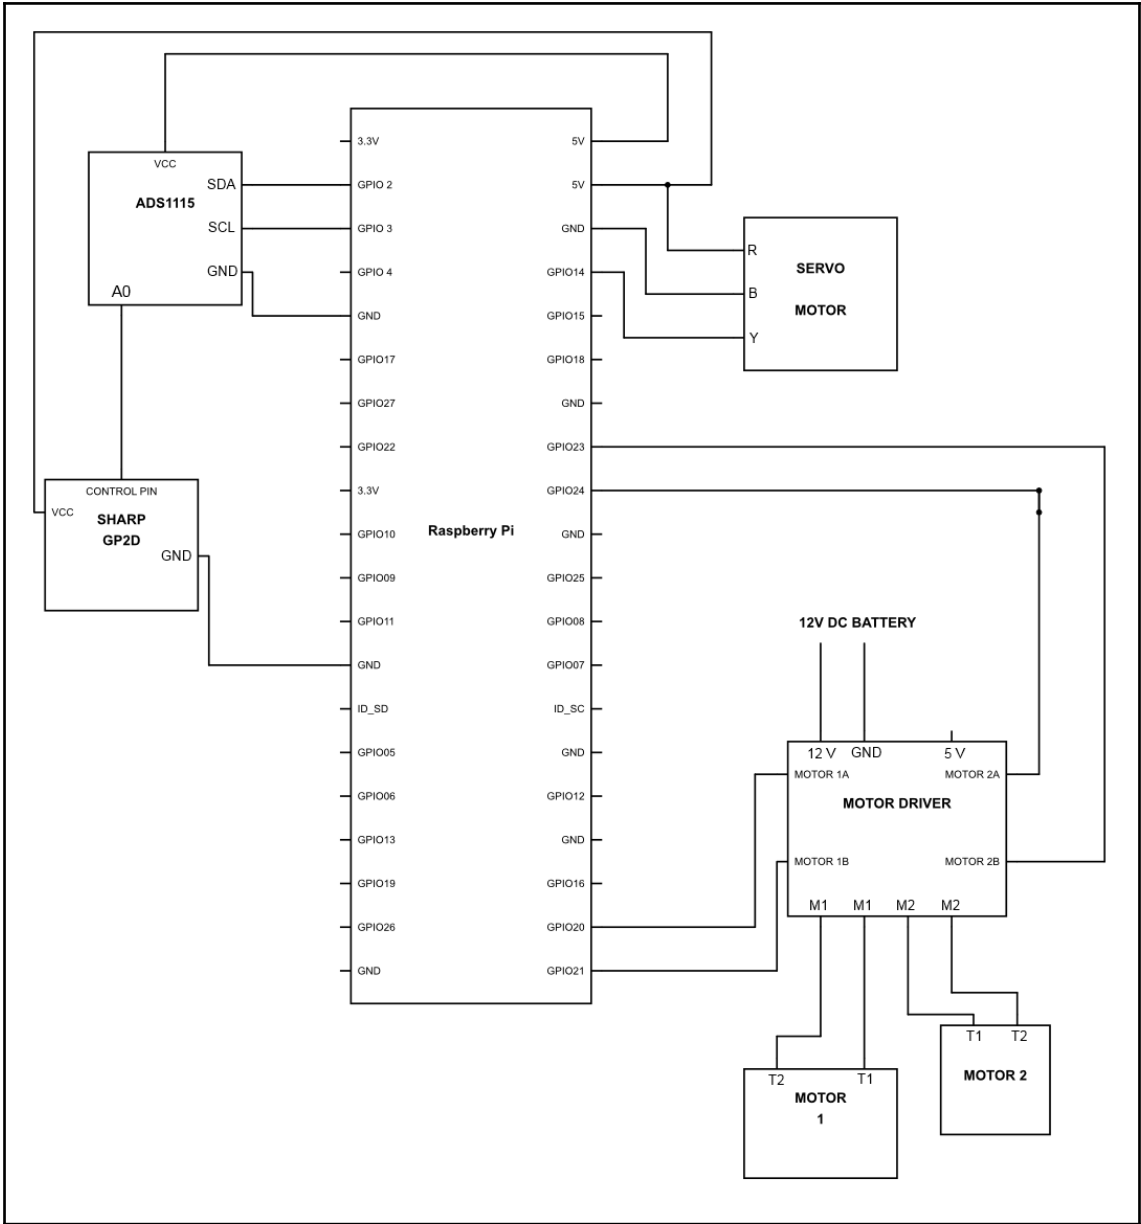 VCC
SDA
ADS1115
SCL
GND
A0
CONTROL PIN
VCC
SHARP
GP2D
GND
3.3V
GPIO 2
GPIO 3
GPIO 4
GND
GPIO17
GPIO27
GPIO22
3.3V
GPIO10
GPIO09
GPIO11
GND
ID_SD
GPIO05
GPIO06
GPIO13
GPIO19
GPIO26
GND
Raspberry Pi
5V
5V
GND
GPIO14
GPIO15
GPIO18
GND
GPIO23
GPIO24
GND
GPIO25
GPIO08
GPIO07
ID_SC
GND
GPIO12
GND
GPIO16
GPIO20
GPIO21
R
B
Y
SERVO
MOTOR
12V DC BATTERY
12 V GND 5 V
MOTOR 1A MOTOR 2A
MOTOR DRIVER
MOTOR 1B MOTOR 2B
M1 M1 M2 M2
T2 T1
MOTOR
1
T1 T2
MOTOR 2